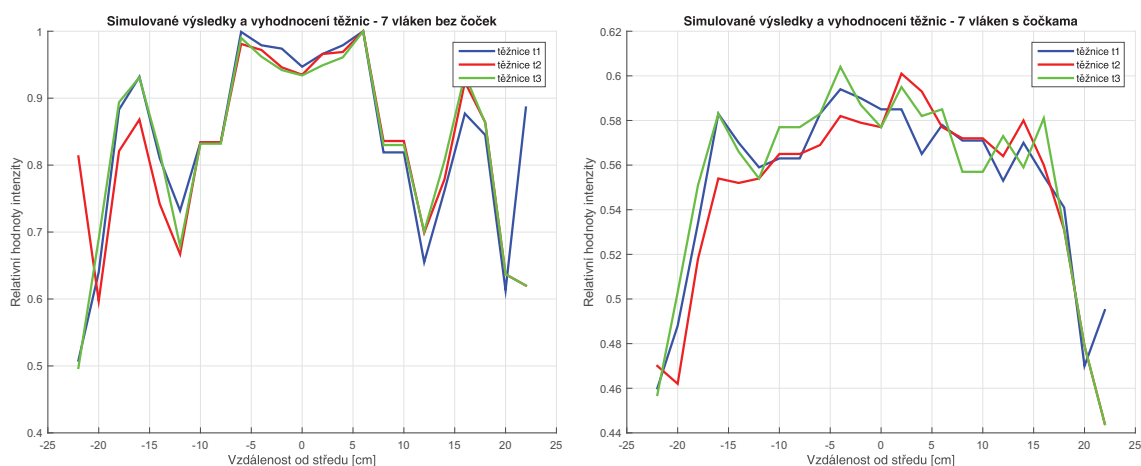 Simulované výsledky a vyhodnocení těžnic - 7 vláken bez čoček
1
0.9
0.8
0.7
0.6
0.5
0.4
Relativní hodnoty intenzity
těžnice t1
těžnice t2
těžnice t3
-25 -20 -15 -10 -5 0 5 10 15 20 25
Vzdálenost od středu [cm]
Simulované výsledky a vyhodnocení těžnic - 7 vláken s čočkama
0.62
0.6
0.58
0.56
0.54
0.52
0.5
0.48
0.46
0.44
Relativní hodnoty intenzity
těžnice t1
těžnice t2
těžnice t3
-25 -20 -15 -10 -5 0 5 10 15 20 25
Vzdálenost od středu [cm]